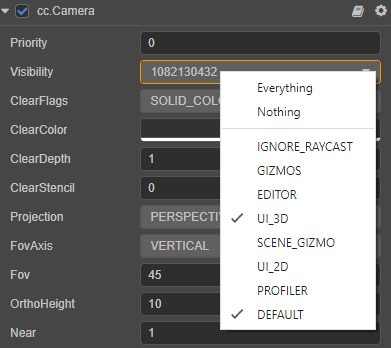 cc.Camera
Priority 0
Visibility 1082130432
Everything
Nothing
IGNORE_RAYCAST
GIZMOS
EDITOR
UI_3D
SCENE_GIZMO
UI_2D
PROFILER
DEFAULT
ClearFlags SOLID_COLO
ClearColor
ClearDepth 1
ClearStencil 0
Projection PERSPECTIV
FovAxis VERTICAL
Fov 45
OrthoHeight 10
Near 1